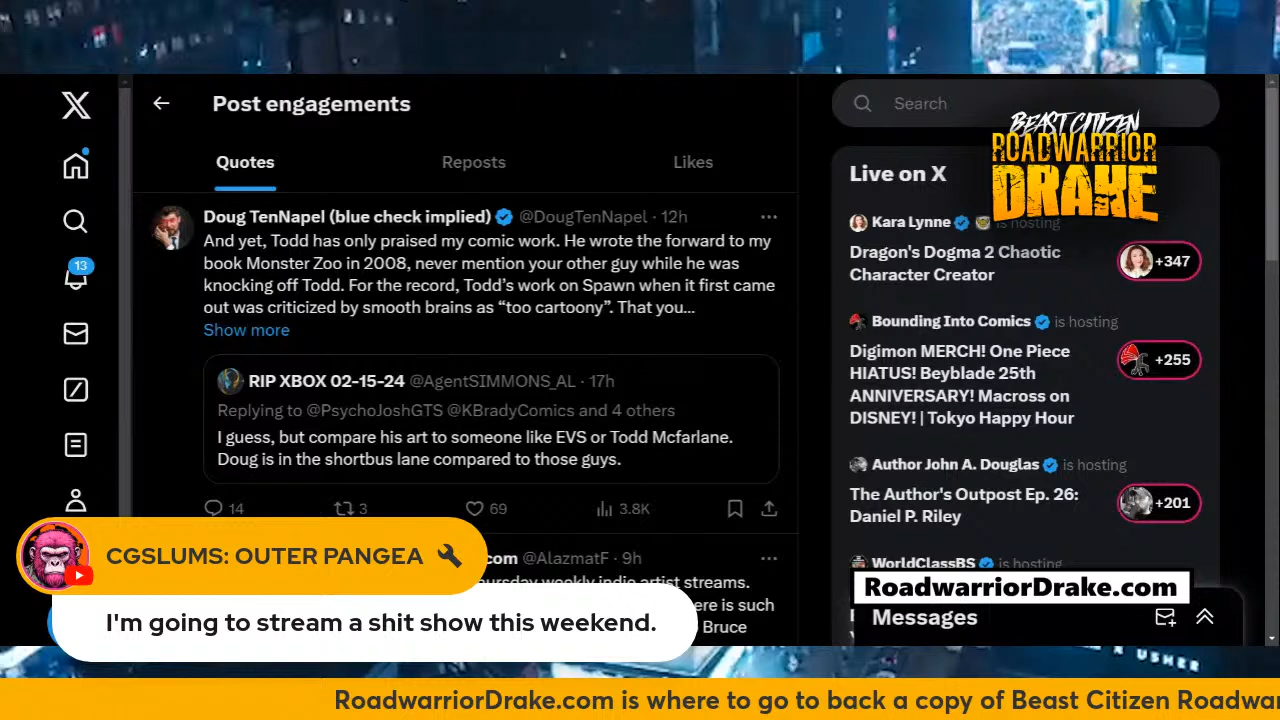 Post engagements
Quotes
Reposts
Likes
Doug TenNapel (blue check implied) @DougTenNapel · 12h
And yet, Todd has only praised my comic work. He wrote the forward to my
book Monster Zoo in 2008, never mention your other guy while he was
knocking off Todd. For the record, Todd's work on Spawn when it first came
out was criticized by smooth brains as “too cartoony”. That you...
Show more
RIP XBOX 02-15-24 @AgentSIMMONS_AL · 17h
Replying to @PsychoJoshGTS @KBradyComics and 4 others
I guess, but compare his art to someone like EVS or Todd Mcfarlane.
Doug is in the shortbus lane compared to those guys.
14
3
69
3.8K
com @AlazmatF · 9h
weekly indie artist streams.
ere is such
Bruce
13
Search
BEAST CITIZEN
ROADWARRIOR
DRAKE
Live on X
Kara Lynne is hosting
Dragon's Dogma 2 Chaotic
Character Creator
+347
Bounding Into Comics is hosting
Digimon MERCH! One Piece
HIATUS! Beyblade 25th
ANNIVERSARY! Macross on
DISNEY! | Tokyo Happy Hour
+255
Author John A. Douglas is hosting
The Author's Outpost Ep. 26:
Daniel P. Riley
+201
WorldClassBS is hosting
RoadwarriorDrake.com
Messages
CGSLUMS: OUTER PANGEA
I'm going to stream a shit show this weekend.
USHER
RoadwarriorDrake.com is where to go to back a copy of Beast Citizen Roadwar